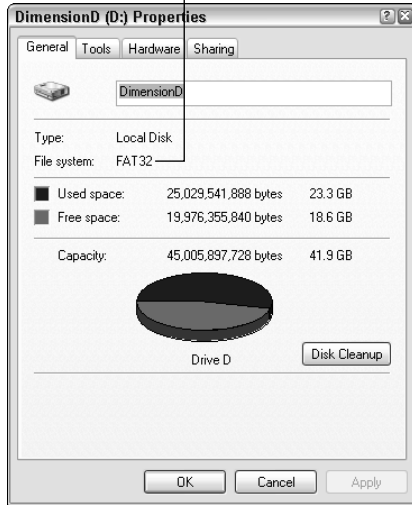 DimensionD (D:) Properties
General Tools Hardware Sharing
DimensionD
Type: Local Disk
File system: FAT32
Used space: 25,029,541,888 bytes 23.3 GB
Free space: 19,976,355,840 bytes 18.6 GB
Capacity: 45,005,897,728 bytes 41.9 GB
Drive D
Disk Cleanup
OK Cancel Apply